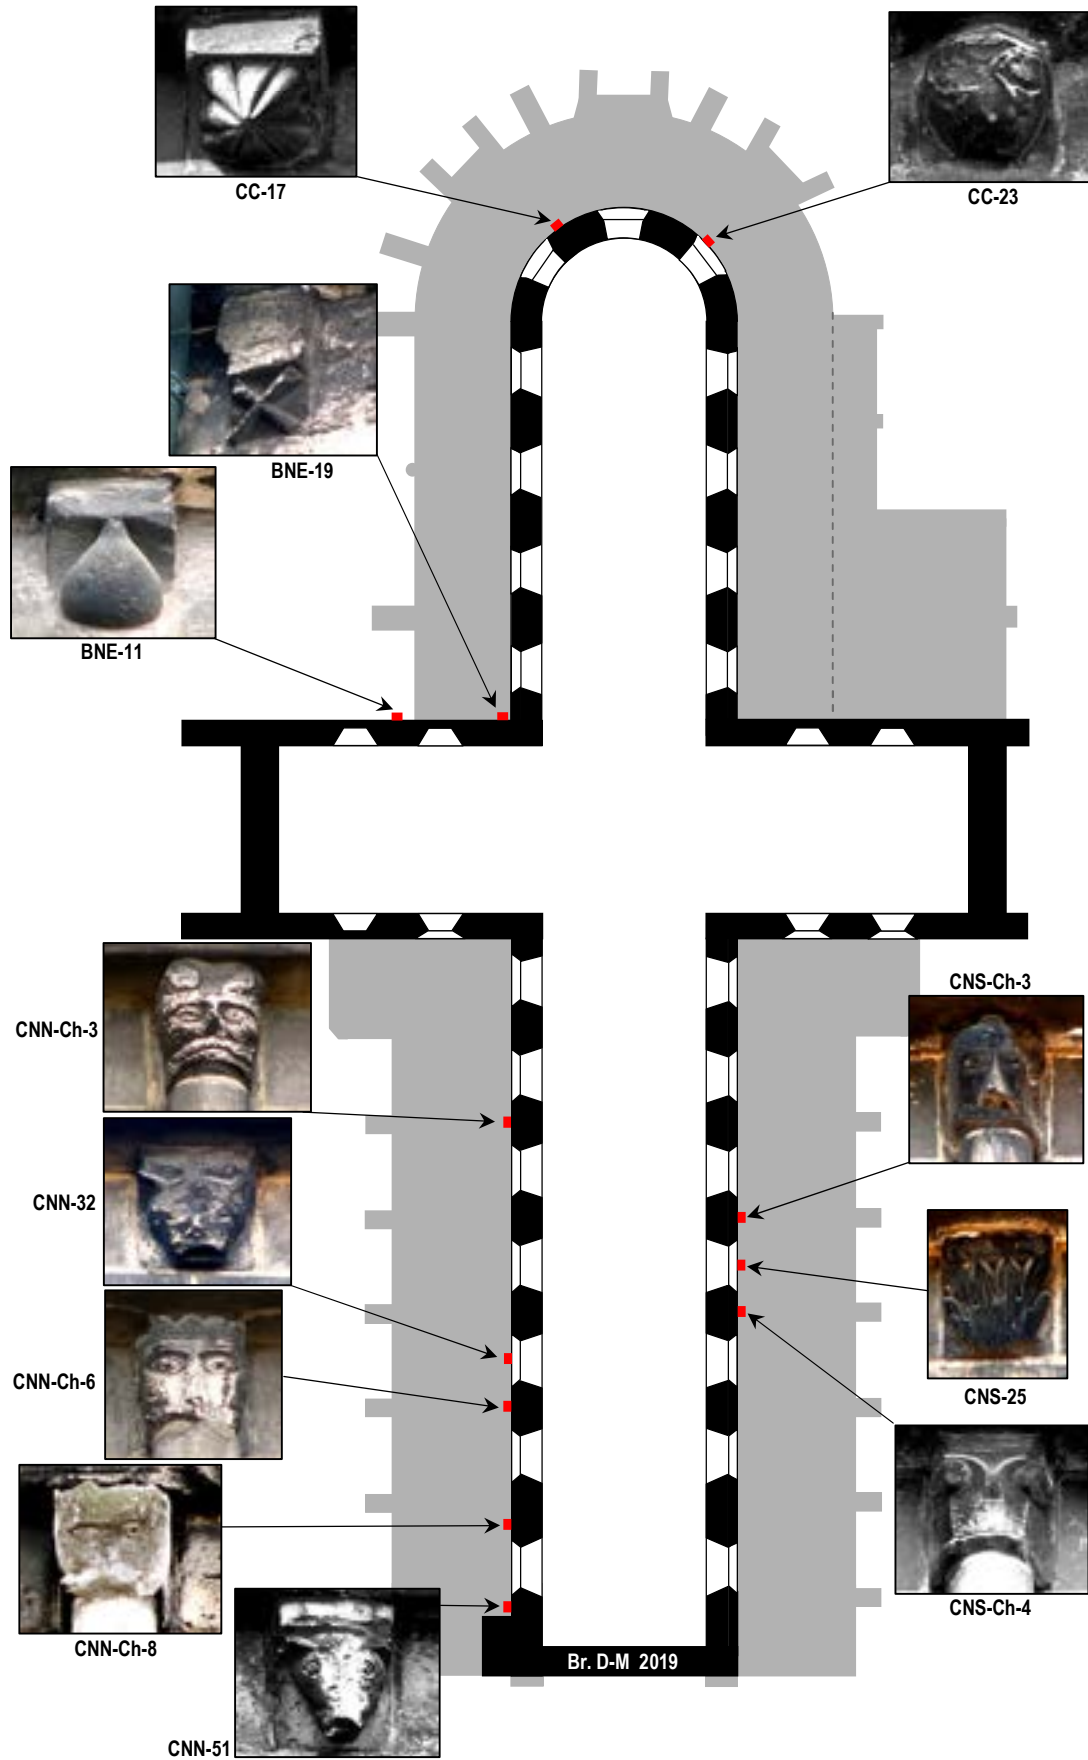 CC-17
CC-23
BNE-19
BNE-11
CNN-Ch-3
CNS-Ch-3
CNN-32
CNN-Ch-6
CNS-25
CNN-Ch-8
CNS-Ch-4
Br. D-M 2019
CNN-51